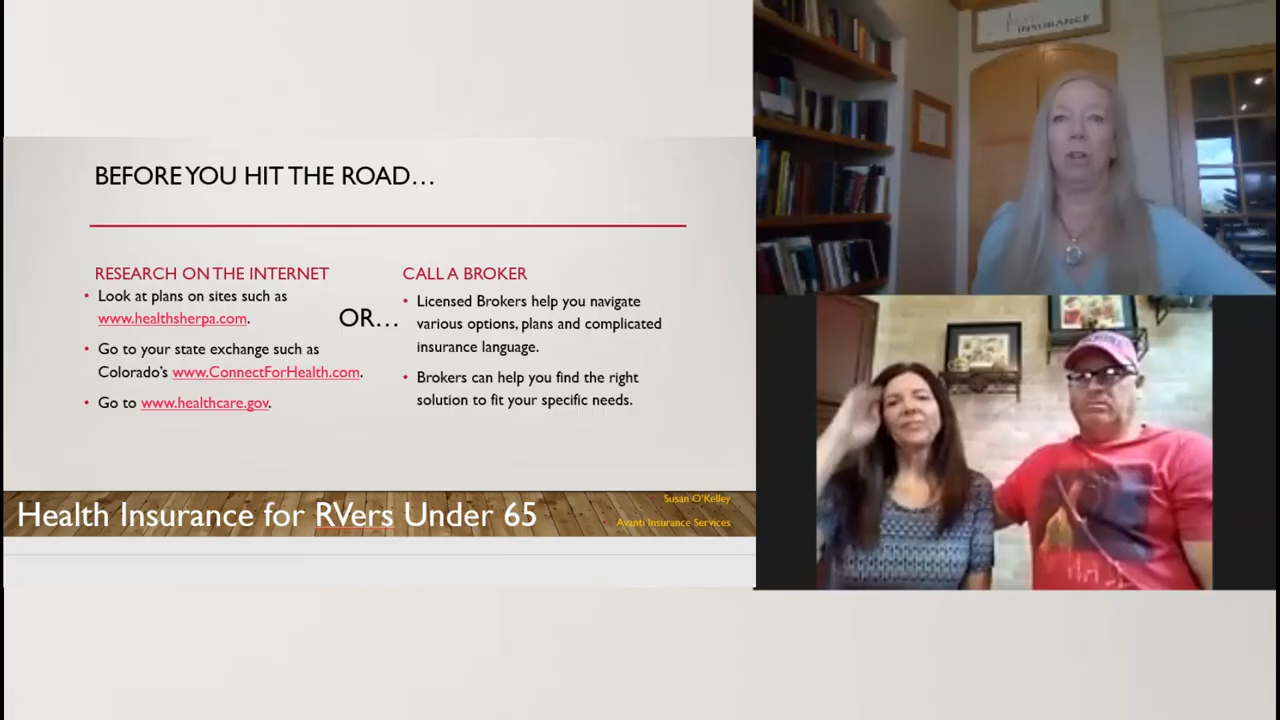 BEFORE YOU HIT THE ROAD…
RESEARCH ON THE INTERNET
• Look at plans on sites such as
www.healthsherpa.com.
• Go to your state exchange such as
Colorado's www.ConnectForHealth.com.
• Go to www.healthcare.gov.
OR…
CALL A BROKER
• Licensed Brokers help you navigate
various options, plans and complicated
insurance language.
• Brokers can help you find the right
solution to fit your specific needs.
Health Insurance for RVers Under 65
• Susan O'Kelley
• Avanti Insurance Services
INSURANCE